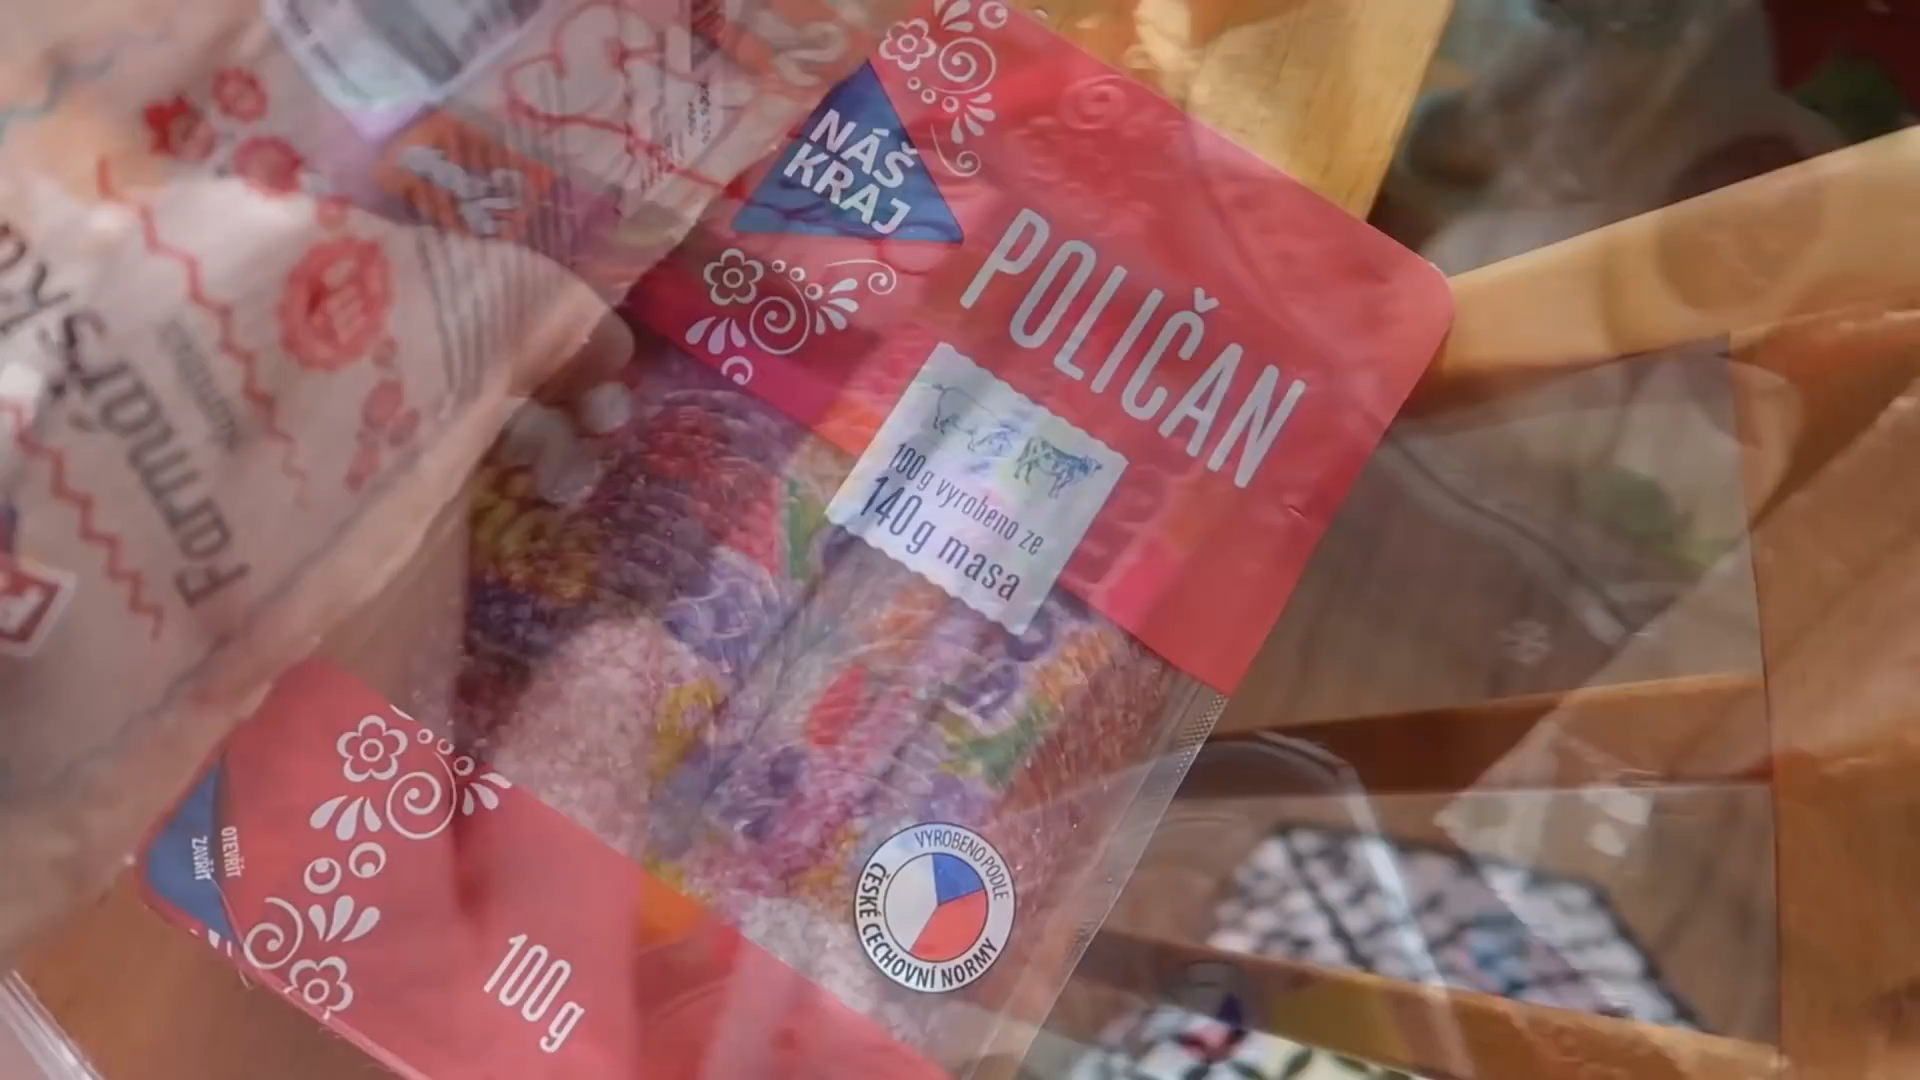 NÁŠ
KRAJ
POLIČAN
100g vyrobeno ze
140g masa
VYROBENO PODLE
ČESKÉ CECHOVNÍ NORMY
OTEVŘÍT
ZAVŘÍT
100g
Farmářská